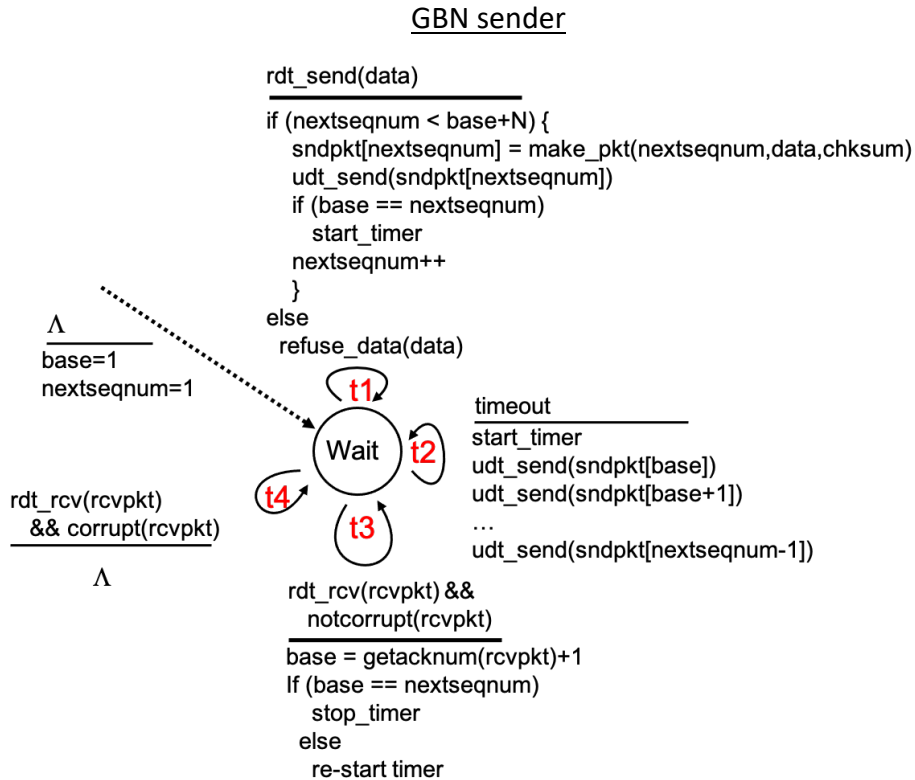 GBN sender
rdt_send(data)
if (nextseqnum < base+N) {
sndpkt[nextseqnum] = make_pkt(nextseqnum,data,chksum)
udt_send(sndpkt[nextseqnum])
if (base == nextseqnum)
start_timer
nextseqnum++
}
else
refuse_data(data)
Λ
base=1
nextseqnum=1
t1
Wait
t2
t4
t3
timeout
start_timer
udt_send(sndpkt[base])
udt_send(sndpkt[base+1])
…
udt_send(sndpkt[nextseqnum-1])
rdt_rcv(rcvpkt)
&& corrupt(rcvpkt)
Λ
rdt_rcv(rcvpkt) &&
notcorrupt(rcvpkt)
base = getacknum(rcvpkt)+1
If (base == nextseqnum)
stop_timer
else
re-start timer